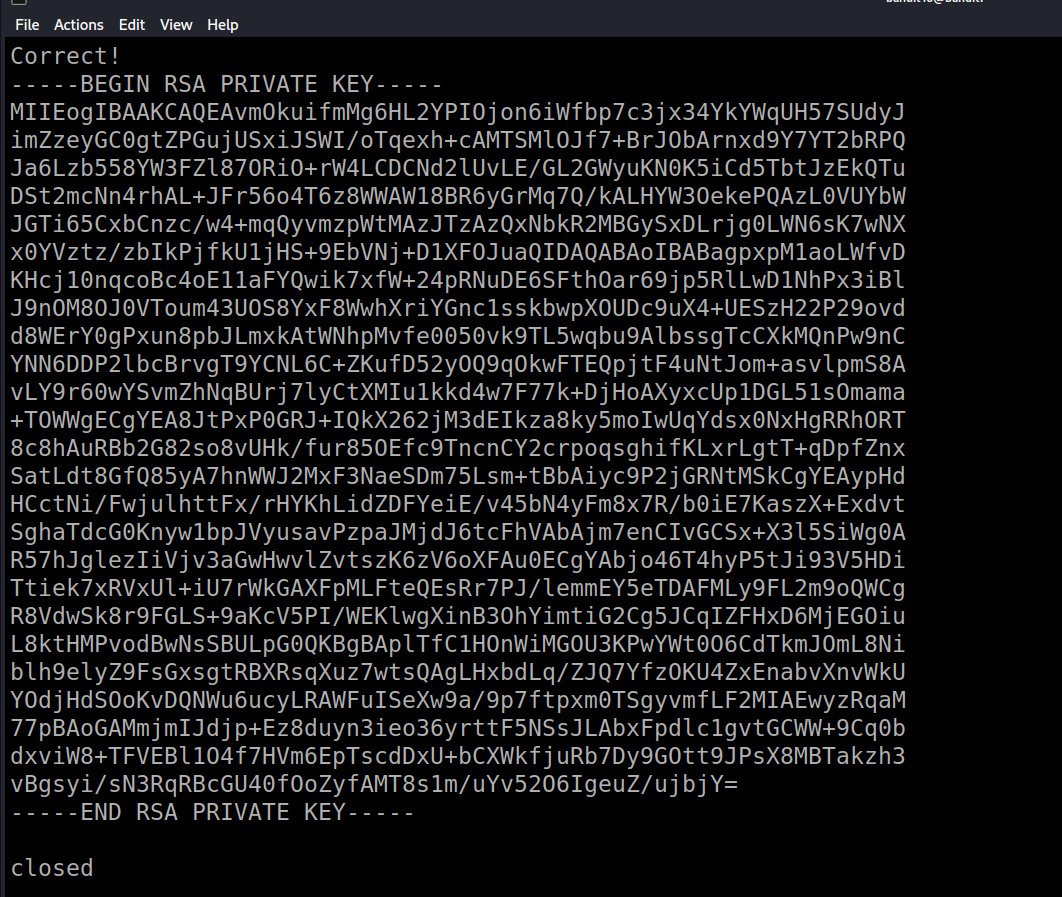 File Actions Edit View Help
Correct!
-----BEGIN RSA PRIVATE KEY-----
MIIEogIBAAKCAQEAvmOkuifmMg6HL2YPIOjon6iWfbp7c3jx34YkYWqUH57SUdyJ
imZzeyGC0gtZPGujUSxiJSWI/oTqexh+cAMTSMlOJf7+BrJObArnxd9Y7YT2bRPQ
Ja6Lzb558YW3FZl87ORiO+rW4LCDCNd2lUvLE/GL2GWyuKN0K5iCd5TbtJzEkQTu
DSt2mcNn4rhAL+JFr56o4T6z8WWAW18BR6yGrMq7Q/kALHYW3OekePQAzL0VUYbW
JGTi65CxbCnzc/w4+mqQyvmzpWtMAzJTzAzQxNbkR2MBGySxDLrjg0LWN6sK7wNX
x0YVztz/zbIkPjfkU1jHS+9EbVNj+D1XFOJuaQIDAQABAoIBABagpxpM1aoLWfvD
KHcj10nqcoBc4oE11aFYQwik7xfW+24pRNuDE6SFthOar69jp5RlLwD1NhPx3iBl
J9nOM8OJ0VToum43UOS8YxF8WwhXriYGnc1sskbwpXOUDc9uX4+UESzH22P29ovd
d8WErY0gPxun8pbJLmxkAtWNhpMvfe0050vk9TL5wqbu9AlbssgTcCXkMQnPw9nC
YNN6DDP2lbcBrvgT9YCNL6C+ZKufD52yOQ9qOkwFTEQpjtF4uNtJom+asvlpmS8A
vLY9r60wYSvmZhNqBUrj7lyCtXMIu1kkd4w7F77k+DjHoAXyxcUp1DGL51sOmama
+TOWWgECgYEA8JtPxP0GRJ+IQkX262jM3dEIkza8ky5moIwUqYdsx0NxHgRRhORT
8c8hAuRBb2G82so8vUHk/fur85OEfc9TncnCY2crpoqsghifKLxrLgtT+qDpfZnx
SatLdt8GfQ85yA7hnWWJ2MxF3NaeSDm75Lsm+tBbAiyc9P2jGRNtMSkCgYEAypHd
HCctNi/FwjulhttFx/rHYKhLidZDFYeiE/v45bN4yFm8x7R/b0iE7KaszX+Exdvt
SghaTdcG0Knyw1bpJVyusavPzpaJMjdJ6tcFhVAbAjm7enCIvGCSx+X3l5SiWg0A
R57hJglezIiVjv3aGwHwvlZvtszK6zV6oXFAu0ECgYAbjo46T4hyP5tJi93V5HDi
Ttiek7xRVxUl+iU7rWkGAXFpMLFteQEsRr7PJ/lemmEY5eTDAFMLy9FL2m9oQWCg
R8VdwSk8r9FGLS+9aKcV5PI/WEKlwgXinB3OhYimtiG2Cg5JCqIZFHxD6MjEGOiu
L8ktHMPvodBwNsSBULpG0QKBgBAplTfC1HOnWiMGOU3KPwYWt0O6CdTkmJOmL8Ni
blh9elyZ9FsGxsgtRBXRsqXuz7wtsQAgLHxbdLq/ZJQ7YfzOKU4ZxEnabvXnvWkU
YOdjHdSOoKvDQNWu6ucyLRAWFuISeXw9a/9p7ftpxm0TSgyvmfLF2MIAEwyzRqaM
77pBAoGAMmjmIJdjp+Ez8duyn3ieo36yrttF5NSsJLAbxFpdlc1gvtGCWW+9Cq0b
dxviW8+TFVEBl1O4f7HVm6EpTscdDxU+bCXWkfjuRb7Dy9GOtt9JPsX8MBTakzh3
vBgsyi/sN3RqRBcGU40fOoZyfAMT8s1m/uYv52O6IgeuZ/ujbjY=
-----END RSA PRIVATE KEY-----
closed